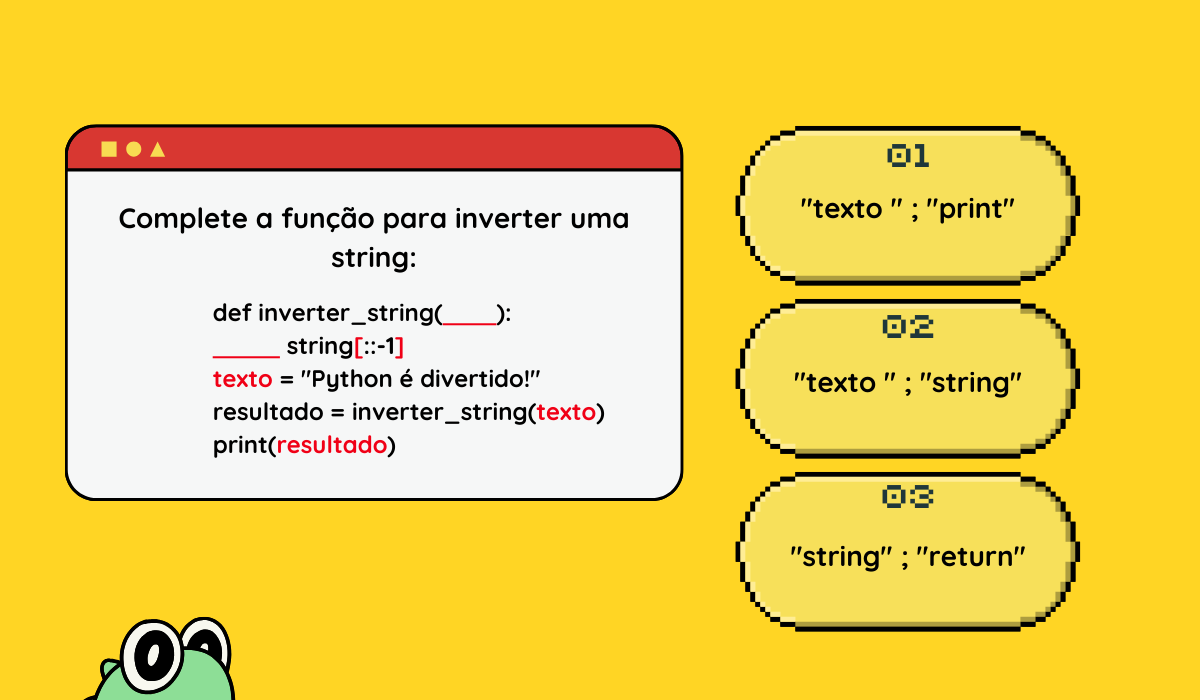 Complete a função para inverter uma
string:
def inverter_string(____):
_____ string[::-1]
texto = "Python é divertido!"
resultado = inverter_string(texto)
print(resultado)
01
"texto " ; "print"
02
"texto " ; "string"
03
"string" ; "return"